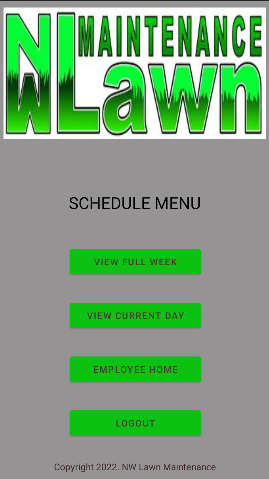 NW MAINTENANCE
Lawn
SCHEDULE MENU
VIEW FULL WEEK
VIEW CURRENT DAY
EMPLOYEE HOME
LOGOUT
Copyright 2022. NW Lawn Maintenance